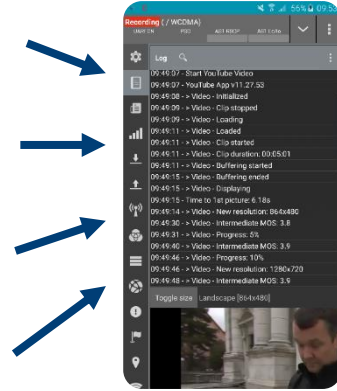 56% 09:53
Recording (/ WCDMA)
Log
09:49:07 - Start YouTube Video
09:49:07 - YouTube App v11.27.53
09:49:08 -> Video - Initialized
09:49:09 -> Video - Clip stopped
09:49:09 -> Video - Loading
09:49:11 -> Video - Loaded
09:49:11 -> Video - Clip started
09:49:11 -> Video - Clip duration: 00:05:01
09:49:11 -> Video - Buffering started
09:49:15 -> Video - Buffering ended
09:49:15 -> Video - Displaying
09:49:15 - Time to 1st picture: 6.18s
09:49:14 -> Video - New resolution: 864x480
09:49:30 -> Video - Intermediate MOS: 3.8
09:49:31 -> Video - Progress: 5%
09:49:40 -> Video - Intermediate MOS: 3.9
09:49:46 -> Video - Progress: 10%
09:49:46 -> Video - New resolution: 1280x720
09:49:48 -> Video - Intermediate MOS: 3.9
Toggle size Landscape [864x480]